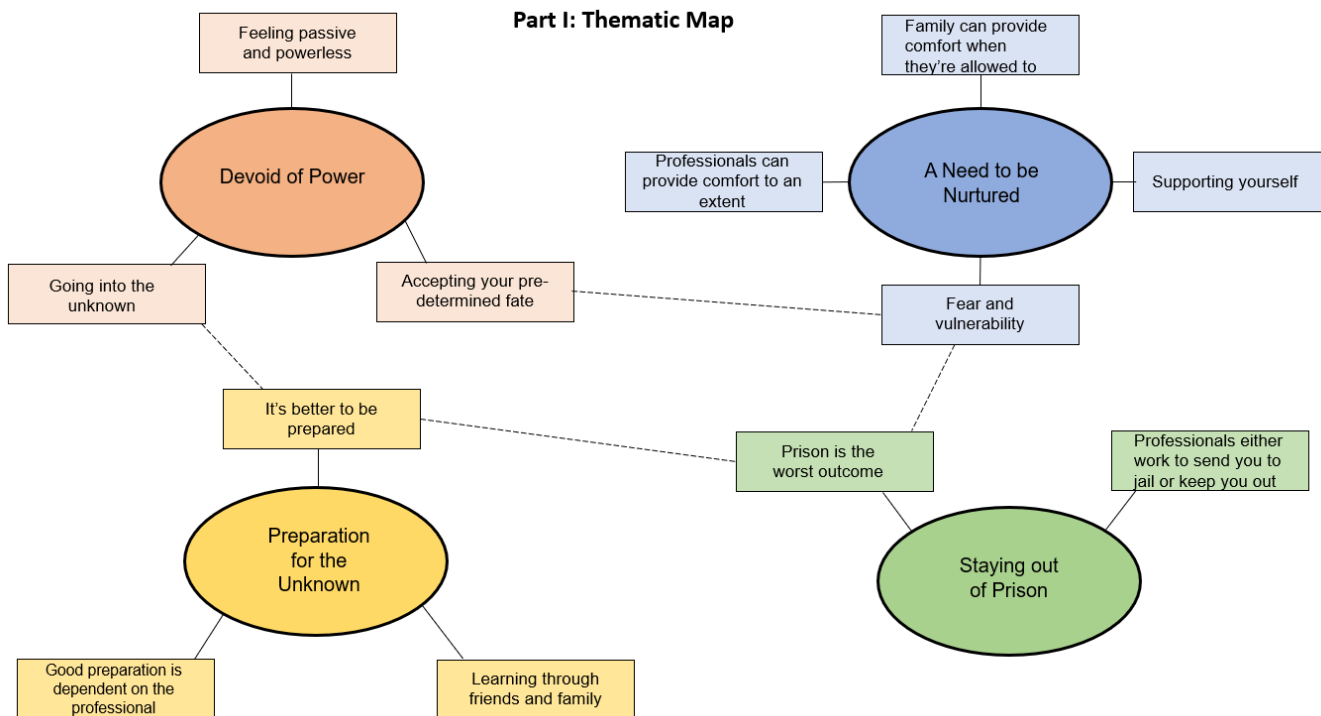 Part I: Thematic Map
Feeling passive
and powerless
Family can provide
comfort when
they're allowed to
Devoid of Power
Professionals can
provide comfort to an
extent
A Need to be
Nurtured
Supporting yourself
Going into the
unknown
Accepting your pre-
determined fate
Fear and
vulnerability
It's better to be
prepared
Prison is the
worst outcome
Professionals either
work to send you to
jail or keep you out
Preparation
for the
Unknown
Staying out
of Prison
Good preparation is
dependent on the
professional
Learning through
friends and family